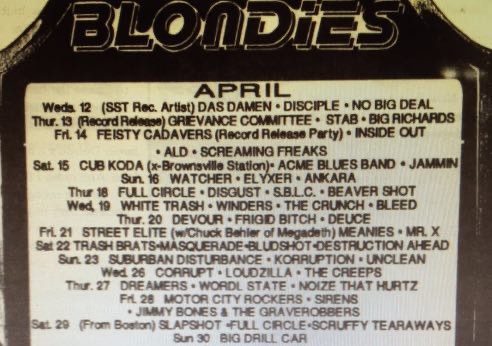 BLONDiES
APRIL
Weds. 12 (SST Rec. Artist) DAS DAMEN • DISCIPLE • NO BIG DEAL
Thur. 13 (Record Release) GRIEVANCE COMMITTEE • STAB • BIG RICHARDS
Fri. 14 FEISTY CADAVERS (Record Release Party) • INSIDE OUT
• ALD • SCREAMING FREAKS
Sat. 15 CUB KODA (x-Brownsville Station) • ACME BLUES BAND • JAMMIN
Sun. 16 WATCHER • ELYXER • ANKARA
Thur 18 FULL CIRCLE • DISGUST • S.B.L.C. • BEAVER SHOT
Wed, 19 WHITE TRASH • WINDERS • THE CRUNCH • BLEED
Thur. 20 DEVOUR • FRIGID BITCH • DEUCE
Fri. 21 STREET ELITE (w/Chuck Behler of Megadeth) MEANIES • MR. X
Sat 22 TRASH BRATS•MASQUERADE•BLUDSHOT•DESTRUCTION AHEAD
Sun. 23 SUBURBAN DISTURBANCE • KORRUPTION • UNCLEAN
Wed. 26 CORRUPT • LOUDZILLA • THE CREEPS
Thur. 27 DREAMERS • WORDL STATE • NOIZE THAT HURTZ
Fri. 28 MOTOR CITY ROCKERS • SIRENS
• JIMMY BONES & THE GRAVEROBBERS
Sat. 29 (From Boston) SLAPSHOT •FULL CIRCLE•SCRUFFY TEARAWAYS
Sun 30 BIG DRILL CAR